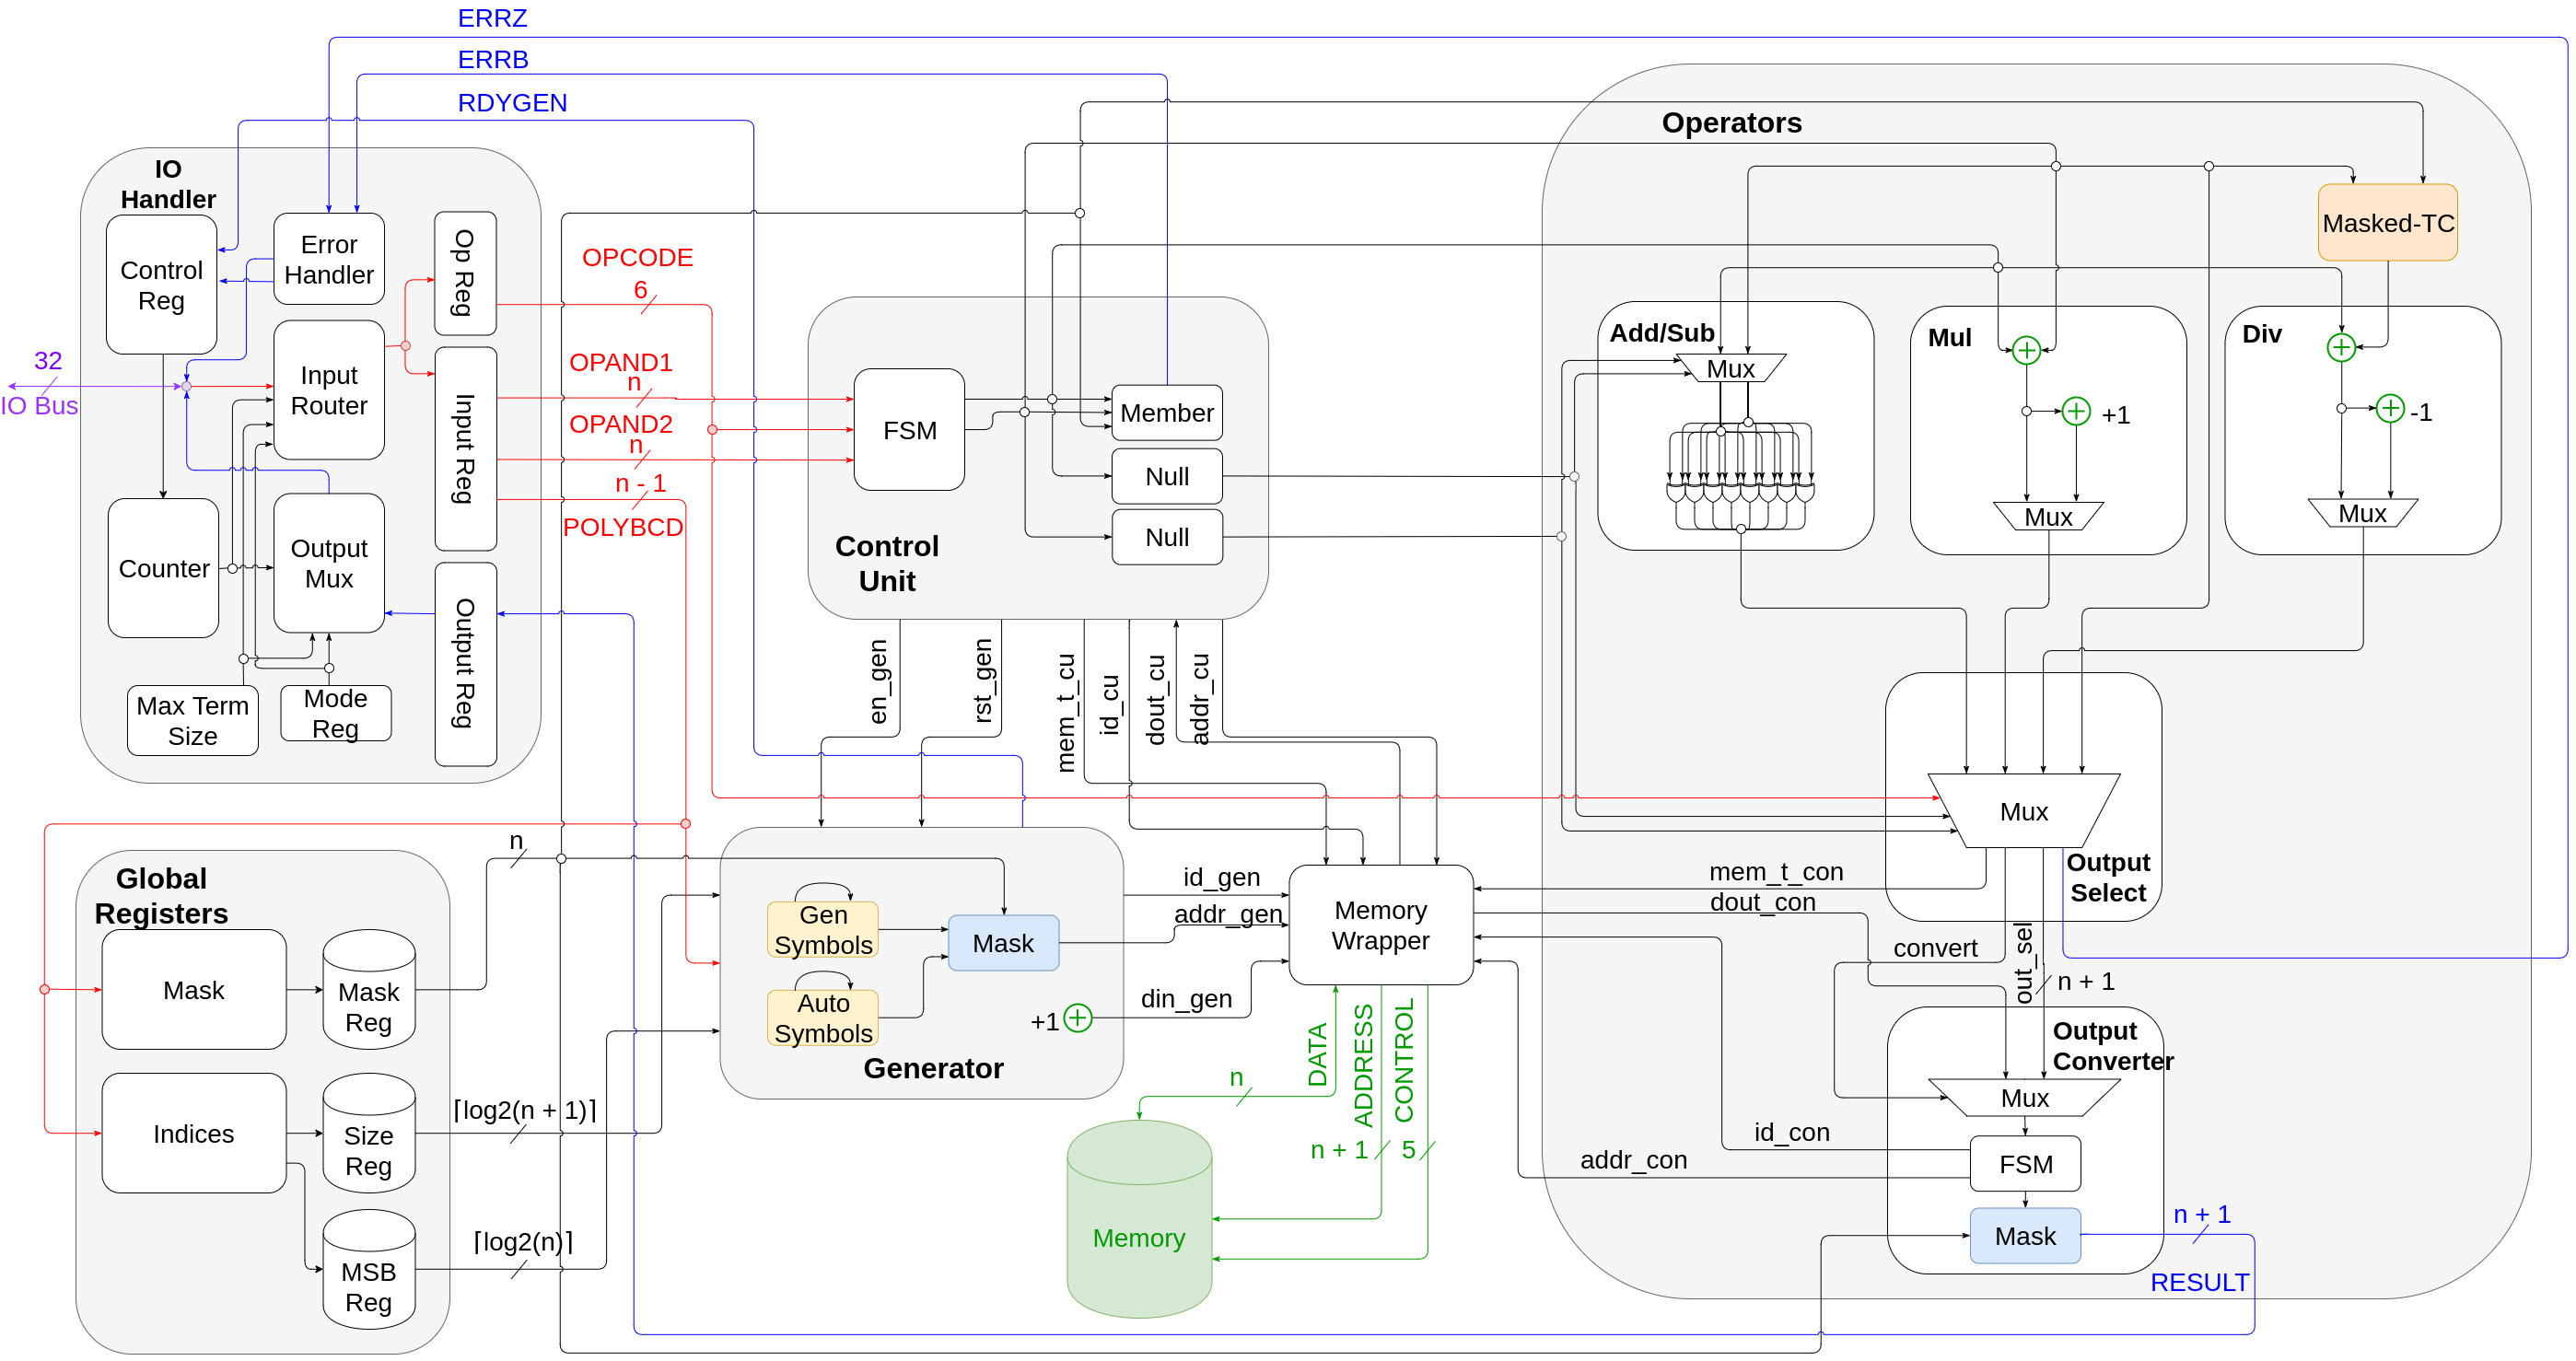 ERRZ
ERRB
RDYGEN
IO
Handler
Control
Reg
Error
Handler
Op Reg
Input
Router
Input Reg
32
IO Bus
Counter
Output
Mux
Output Reg
Max Term
Size
Mode
Reg
OPCODE
6
OPAND1
n
OPAND2
n
n - 1
POLYBCD
FSM
Member
Null
Null
Control
Unit
en_gen
rst_gen
mem_t_cu
id_cu
dout_cu
addr_cu
Operators
Masked-TC
Add/Sub
Mux
Mul
+1
Mux
Div
-1
Mux
Mux
Output
Select
mem_t_con
dout_con
convert
out_sel
n + 1
Output
Converter
Mux
FSM
Mask
id_con
addr_con
n + 1
RESULT
Global
Registers
Mask
Mask
Reg
Indices
Size
Reg
MSB
Reg
n
⌈log2(n + 1)⌉
⌈log2(n)⌉
Gen
Symbols
Auto
Symbols
Mask
+1
Generator
id_gen
addr_gen
din_gen
Memory
Wrapper
DATA
ADDRESS
CONTROL
n
n + 1
5
Memory